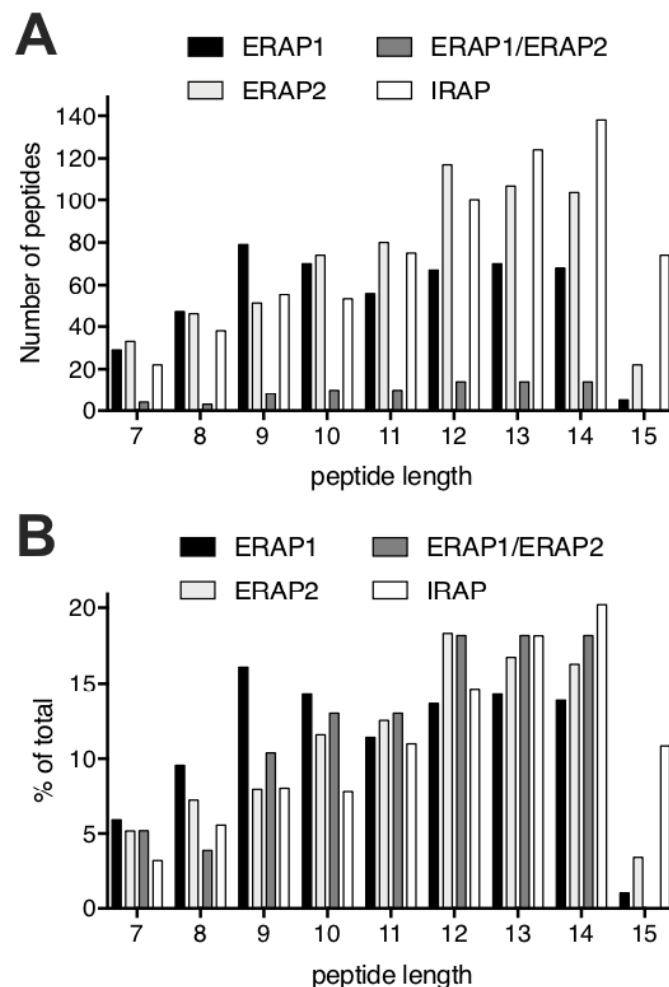 A
ERAP1 ERAP1/ERAP2
ERAP2 IRAP
Number of peptides
140
120
100
80
60
40
20
0
7 8 9 10 11 12 13 14 15
peptide length
B
ERAP1 ERAP1/ERAP2
ERAP2 IRAP
% of total
20
15
10
5
0
7 8 9 10 11 12 13 14 15
peptide length